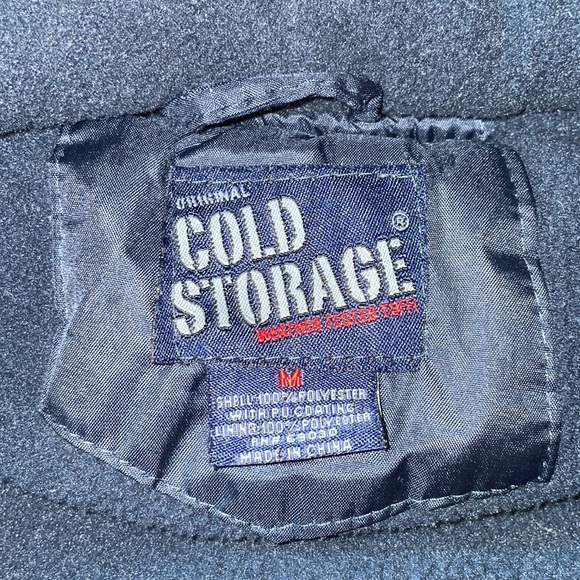 ORIGINAL
COLD
STORAGE®
WEATHER TESTED TUFF!
M
SHELL:100%POLYESTER
WITH PU COATING
LINING:100%POLYESTER
RN# 69090
MADE IN CHINA